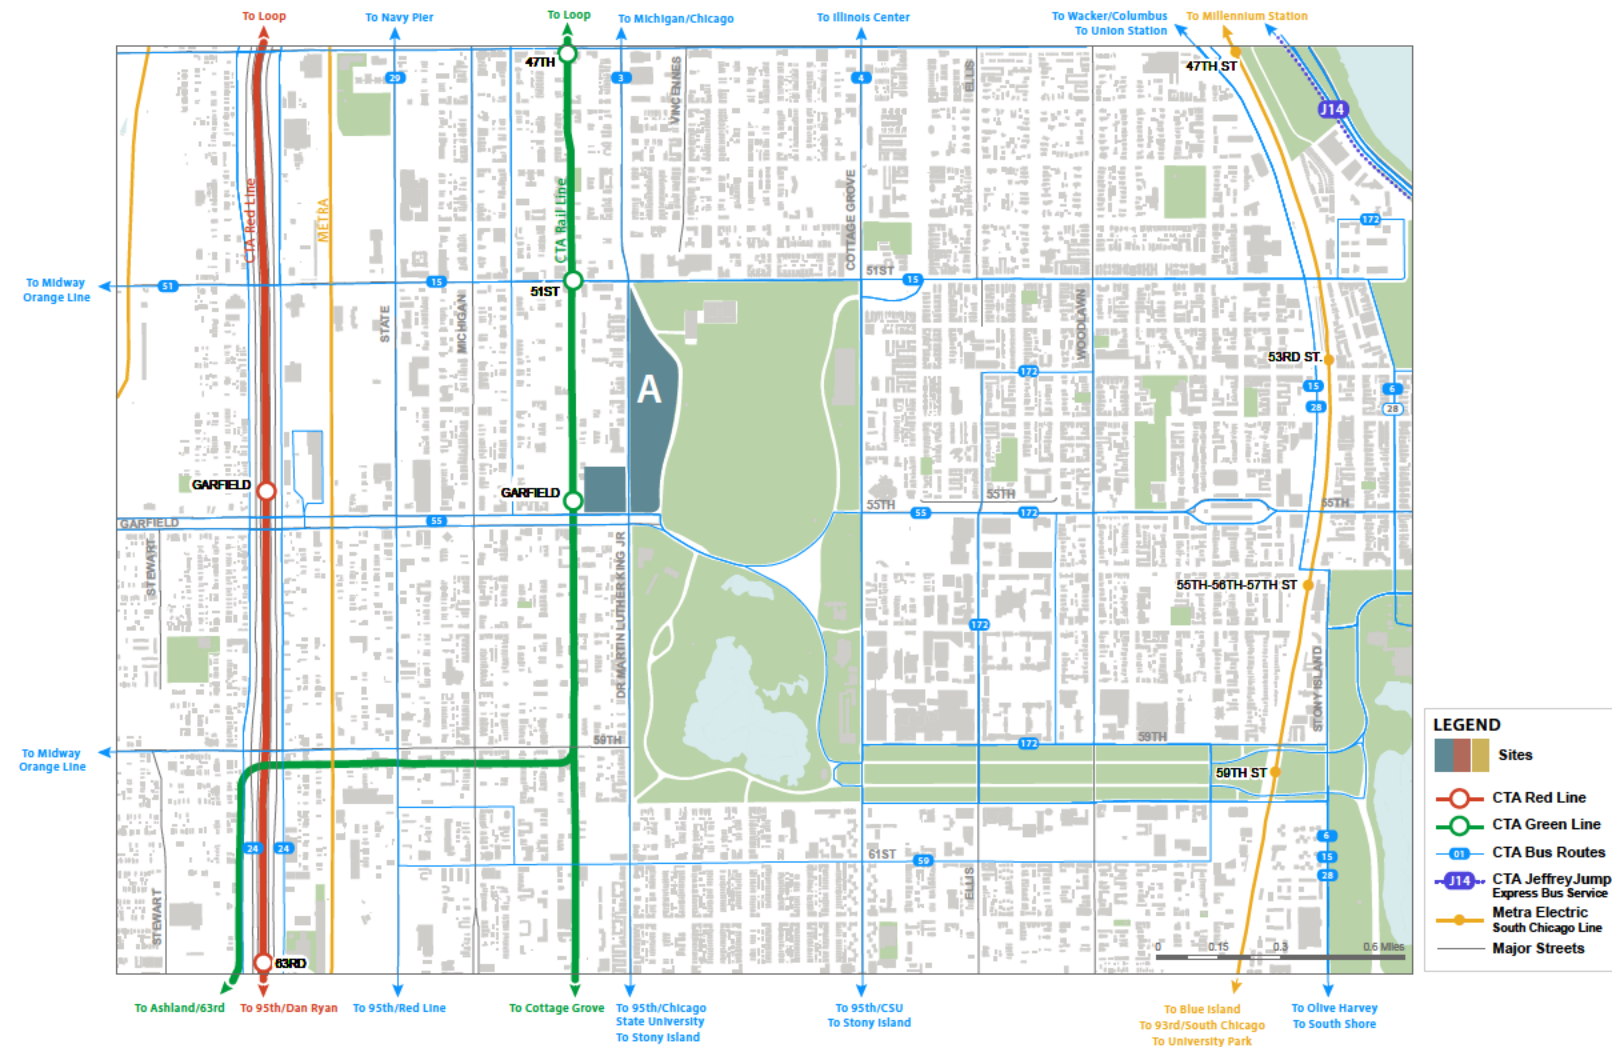 To Loop
To Navy Pier
To Loop
To Michigan/Chicago
To Illinois Center
To Wacker/Columbus
To Union Station
To Millennium Station
47TH
29
3
4
47TH ST
J14
VINCENNES
ELLIS
CTA Red Line
METRA
CTA Rail Line
COTTAGE GROVE
172
To Midway
Orange Line
51
15
51ST
51ST
15
STATE
MICHIGAN
WOODLAWN
53RD ST.
A
172
15
28
6
28
GARFIELD
GARFIELD
55TH
55TH
55TH
GARFIELD
55
55
172
STEWART
DR MARTIN LUTHER KING JR
55TH-56TH-57TH ST
172
STONY ISLAND
To Midway
Orange Line
59TH
172
59TH
59TH ST
24
24
61ST
59
6
15
28
STEWART
ELLIS
63RD
0
0.15
0.3
0.6 Miles
To Ashland/63rd
To 95th/Dan Ryan
To 95th/Red Line
To Cottage Grove
To 95th/Chicago
State University
To Stony Island
To 95th/CSU
To Stony Island
To Blue Island
To 93rd/South Chicago
To University Park
To Olive Harvey
To South Shore
LEGEND
Sites
CTA Red Line
CTA Green Line
01
CTA Bus Routes
J14
CTA JeffreyJump
Express Bus Service
Metra Electric
South Chicago Line
Major Streets